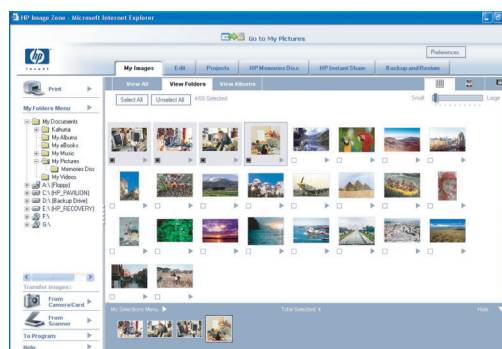 HP Image Zone - Microsoft Internet Explorer
Go to My Pictures
Preferences
hp
invent
My Images
Edit
Projects
HP Memories Disc
HP Instant Share
Backup and Restore
Print
View All
View Folders
View Albums
Select All
Unselect All
Selected
Small
Large
My Folders Menu
My Documents
Kahuna
My Albums
My eBooks
My Music
My Pictures
Memories Disc
My Videos
A:\ (Floppy)
C:\ (HP_PAVILION)
D:\ (Backup Drive)
E:\ (HP_RECOVERY)
F:\
G:\
Transfer images:
From
Camera/Card
From
Scanner
To Program
Help
My Selections Menu
Total Selected: 4
Hide